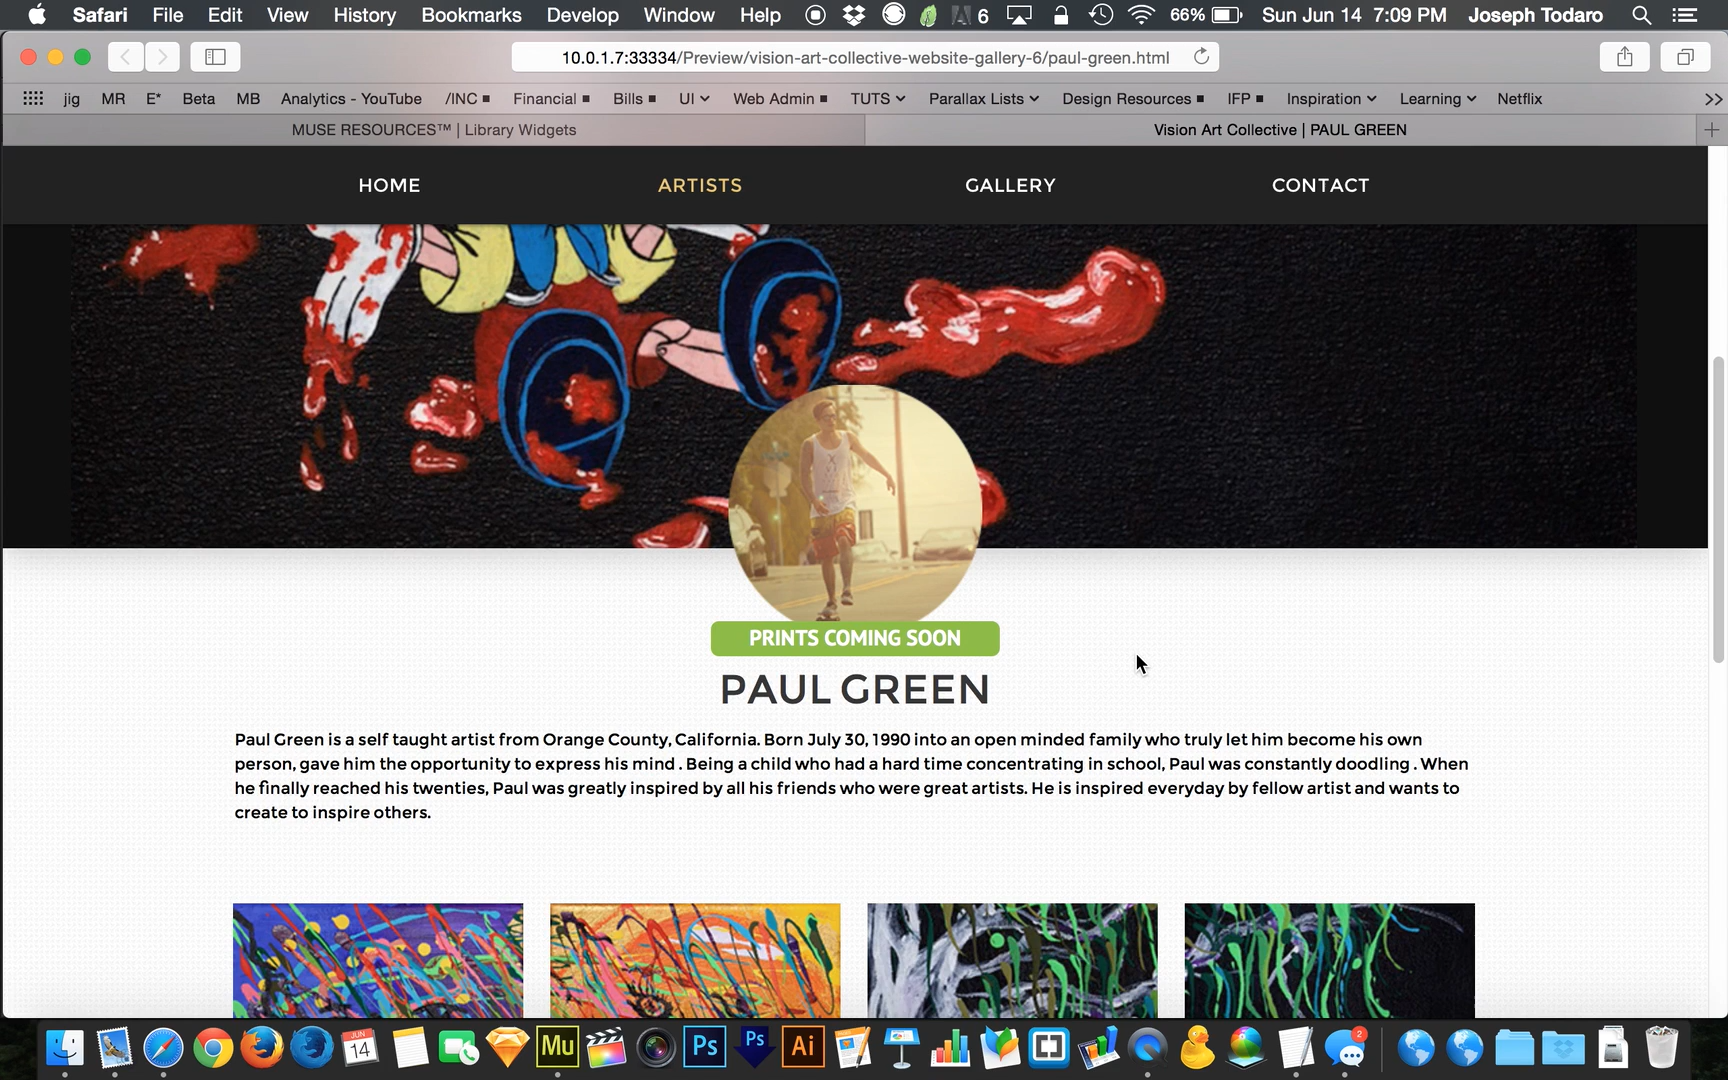 Safari File Edit View History Bookmarks Develop Window Help 6 66% Sun Jun 14 7:09 PM Joseph Todaro
10.0.1.7:33334/Preview/vision-art-collective-website-gallery-6/paul-green.html
jig MR E* Beta MB Analytics - YouTube /INC Financial Bills UI Web Admin TUTS Parallax Lists Design Resources IFP Inspiration Learning Netflix
MUSE RESOURCES™ | Library Widgets Vision Art Collective | PAUL GREEN
HOME ARTISTS GALLERY CONTACT
PRINTS COMING SOON
PAUL GREEN
Paul Green is a self taught artist from Orange County, California. Born July 30, 1990 into an open minded family who truly let him become his own
person, gave him the opportunity to express his mind . Being a child who had a hard time concentrating in school, Paul was constantly doodling . When
he finally reached his twenties, Paul was greatly inspired by all his friends who were great artists. He is inspired everyday by fellow artist and wants to
create to inspire others.
JUN
14 Mu Ps Ps Ai 2